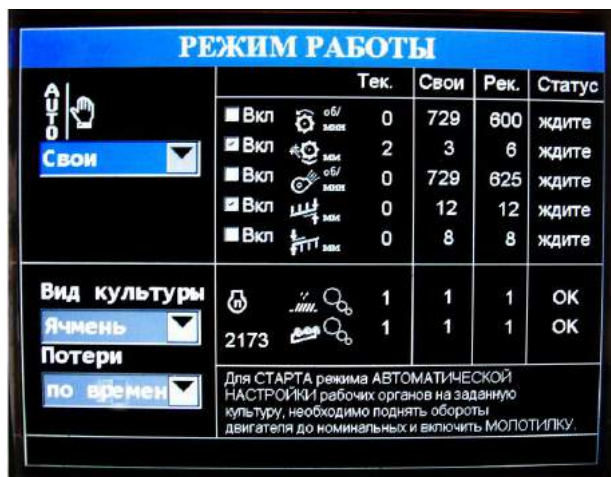 РЕЖИМ РАБОТЫ
AUTO
Свои
Тек. Свои Рек. Статус
Вкл об/мин 0 729 600 ждите
Вкл мм 2 3 6 ждите
Вкл об/мин 0 729 625 ждите
Вкл мм 0 12 12 ждите
Вкл мм 0 8 8 ждите
Вид культуры
Ячмень
Потери
по времен
n 1 1 1 ОК
2173 1 1 1 ОК
Для СТАРТА режима АВТОМАТИЧЕСКОЙ
НАСТРОЙКИ рабочих органов на заданную
культуру, необходимо поднять обороты
двигателя до номинальных и включить МОЛОТИЛКУ.